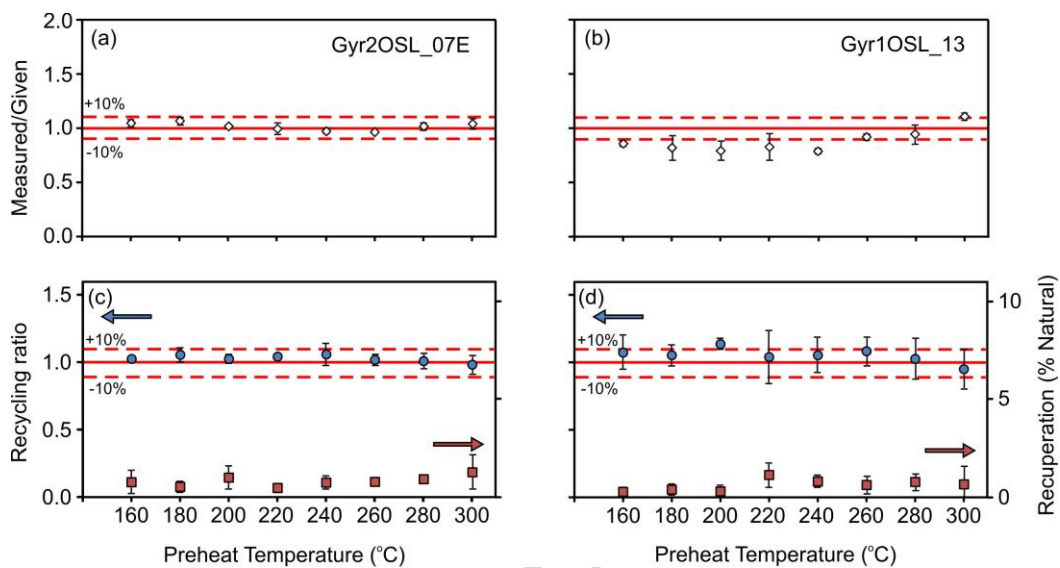 (a) Gyr2OSL_07E
2.0
1.5
1.0
0.5
0.0
+10%
-10%
Measured/Given
(b) Gyr1OSL_13
(c)
1.5
1.0
0.5
0.0
+10%
-10%
Recycling ratio
160 180 200 220 240 260 280 300
Preheat Temperature (°C)
(d)
+10%
-10%
10
5
0
Recuperation (% Natural)
160 180 200 220 240 260 280 300
Preheat Temperature (°C)